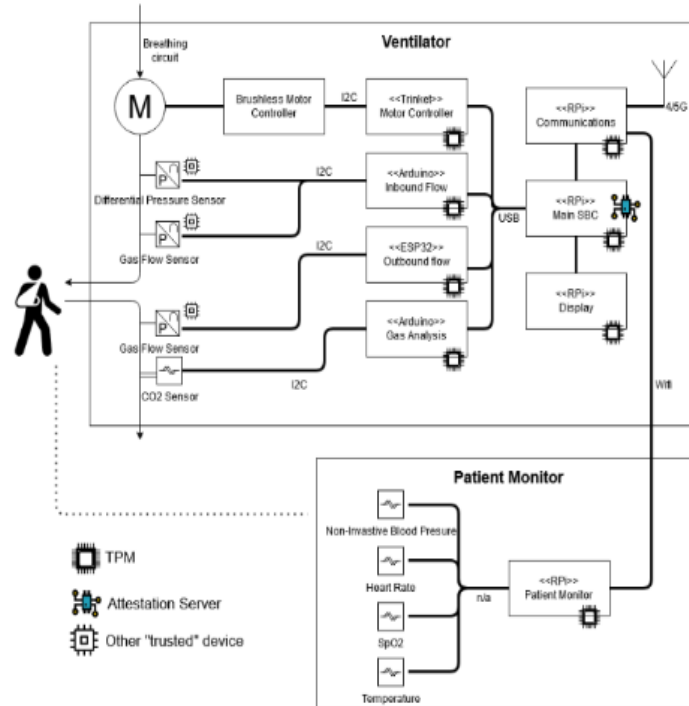 Breathing
circuit
Ventilator
M
Brushless Motor
Controller
I2C
<<Trinket>>
Motor Controller
<<RPi>>
Communications
4/5G
P
Differential Pressure Sensor
I2C
<<Arduino>>
Inbound Flow
USB
<<RPi>>
Main SBC
P
Gas Flow Sensor
I2C
<<ESP32>>
Outbound flow
<<RPi>>
Display
P
Gas Flow Sensor
<<Arduino>>
Gas Analysis
CO2 Sensor
I2C
Wifi
Patient Monitor
Non-Invasive Blood Presure
Heart Rate
SpO2
Temperature
n/a
<<RPi>>
Patient Monitor
TPM
Attestation Server
Other "trusted" device